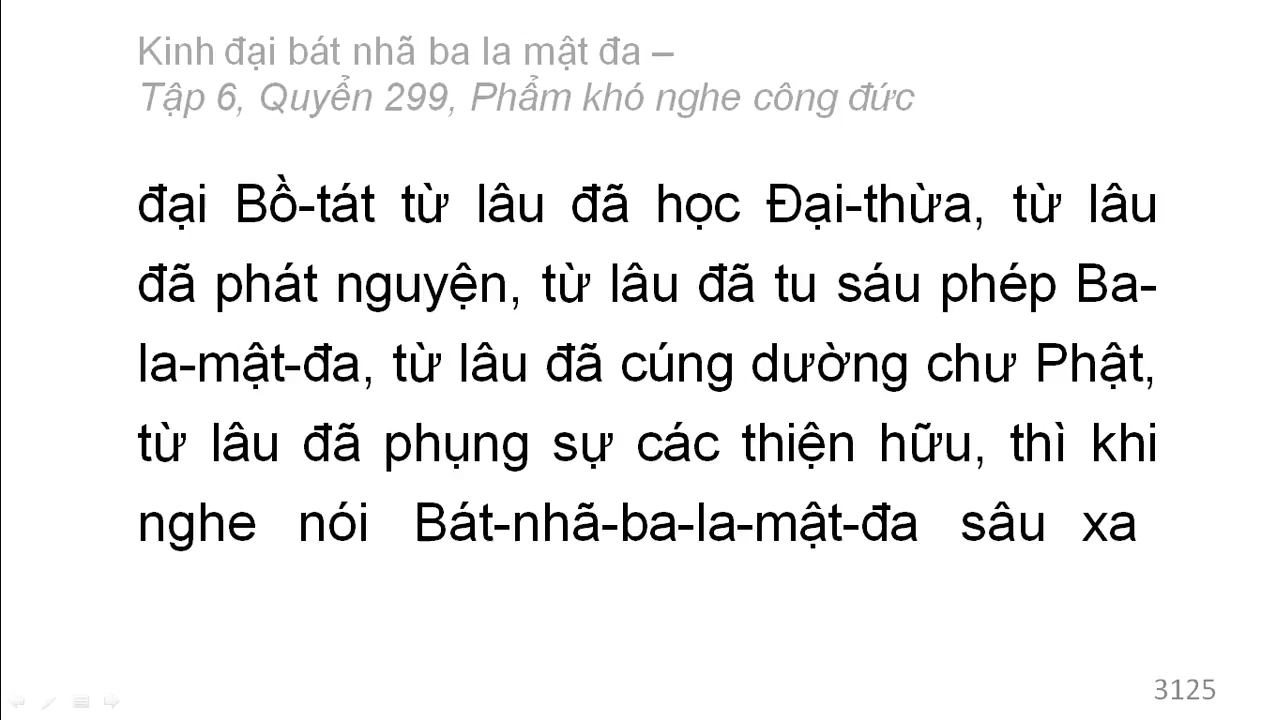 Kinh đại bát nhã ba la mật đa –
Tập 6, Quyển 299, Phẩm khó nghe công đức
đại Bồ-tát từ lâu đã học Đại-thừa, từ lâu
đã phát nguyện, từ lâu đã tu sáu phép Ba-
la-mật-đa, từ lâu đã cúng dường chư Phật,
từ lâu đã phụng sự các thiện hữu, thì khi
nghe nói Bát-nhã-ba-la-mật-đa sâu xa
3125